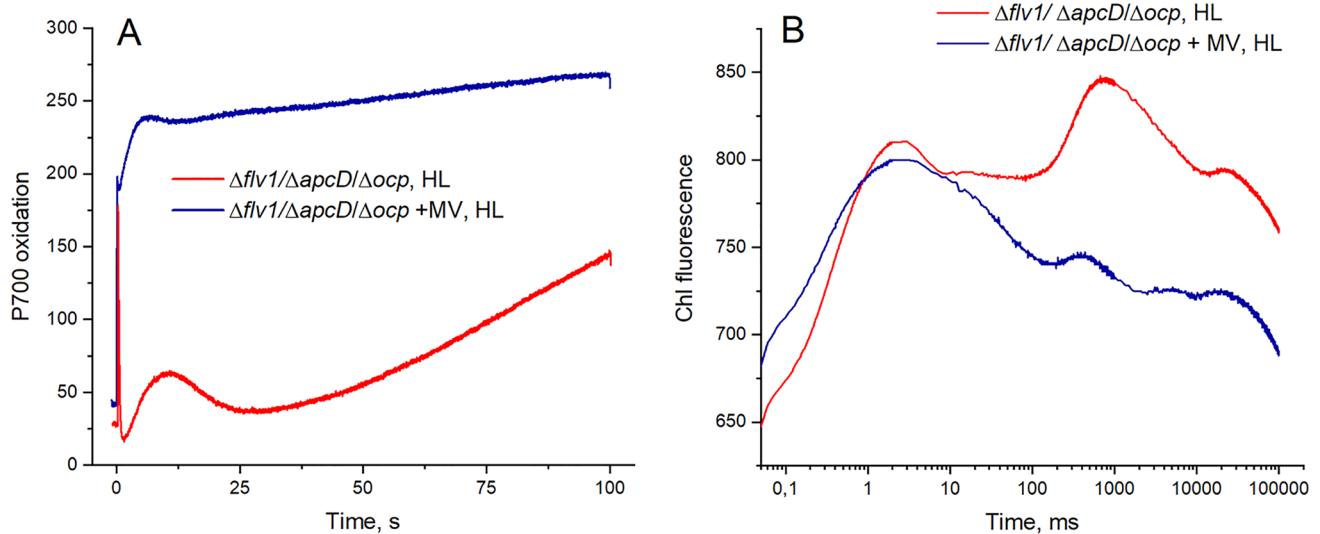 A
P700 oxidation
300
250
200
150
100
50
0
Δflv1/ΔapcD/Δocp, HL
Δflv1/ΔapcD/Δocp +MV, HL
0 25 50 75 100
Time, s
B
Δflv1/ ΔapcD/Δocp, HL
Δflv1/ ΔapcD/Δocp + MV, HL
Chl fluorescence
850
800
750
700
650
0,1 1 10 100 1000 10000 100000
Time, ms